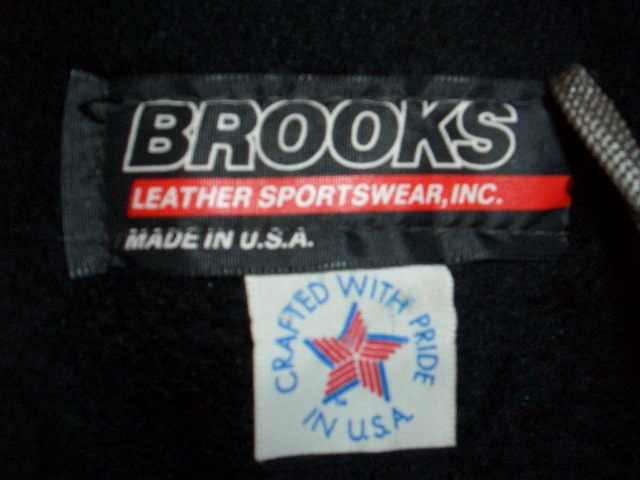 BROOKS
LEATHER SPORTSWEAR, INC.
MADE IN U.S.A.
CRAFTED WITH PRIDE
IN U.S.A